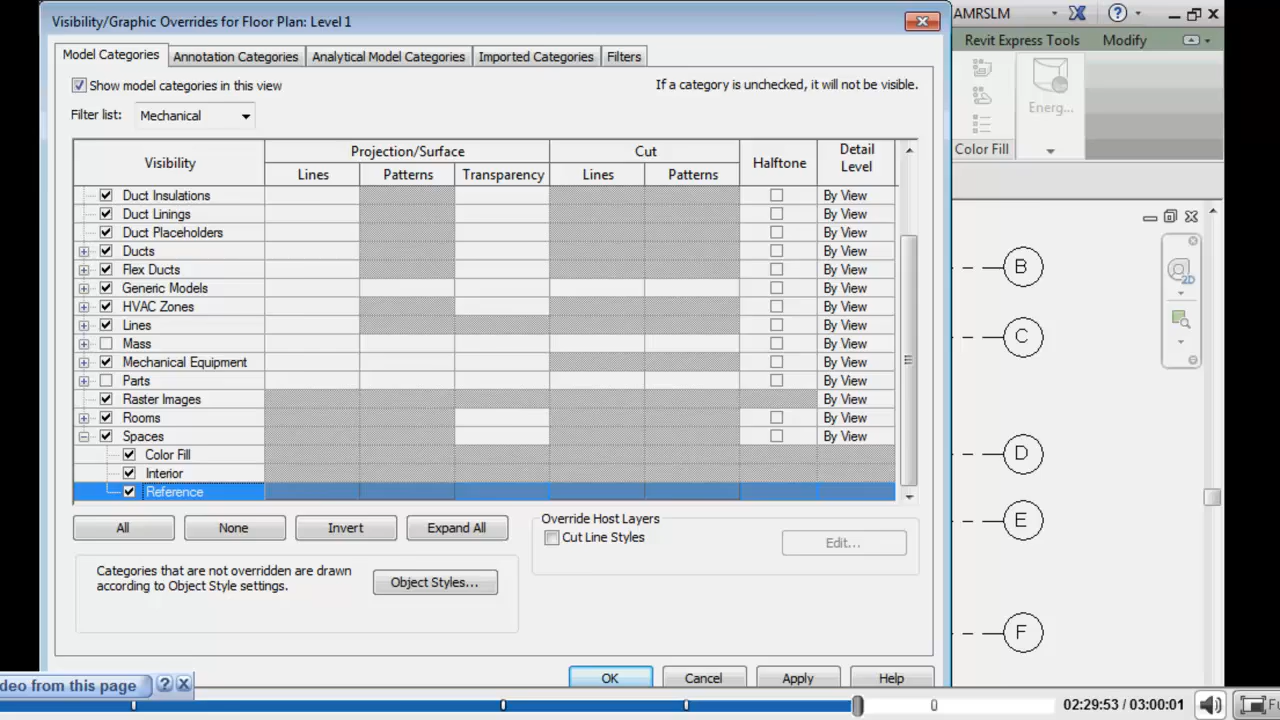 Visibility/Graphic Overrides for Floor Plan: Level 1
AMRSLM
Revit Express Tools Modify
Model Categories Annotation Categories Analytical Model Categories Imported Categories Filters
Show model categories in this view
If a category is unchecked, it will not be visible.
Filter list: Mechanical
Energ...
Color Fill
Visibility Projection/Surface Cut Halftone Detail Level
Lines Patterns Transparency Lines Patterns
Duct Insulations By View
Duct Linings By View
Duct Placeholders By View
Ducts By View
Flex Ducts By View
Generic Models By View
HVAC Zones By View
Lines By View
Mass By View
Mechanical Equipment By View
Parts By View
Raster Images By View
Rooms By View
Spaces By View
Color Fill
Interior
Reference
All None Invert Expand All
Override Host Layers
Cut Line Styles
Edit...
Categories that are not overridden are drawn
according to Object Style settings.
Object Styles...
OK Cancel Apply Help
2D
B
C
D
E
F
deo from this page ?
02:29:53 / 03:00:01